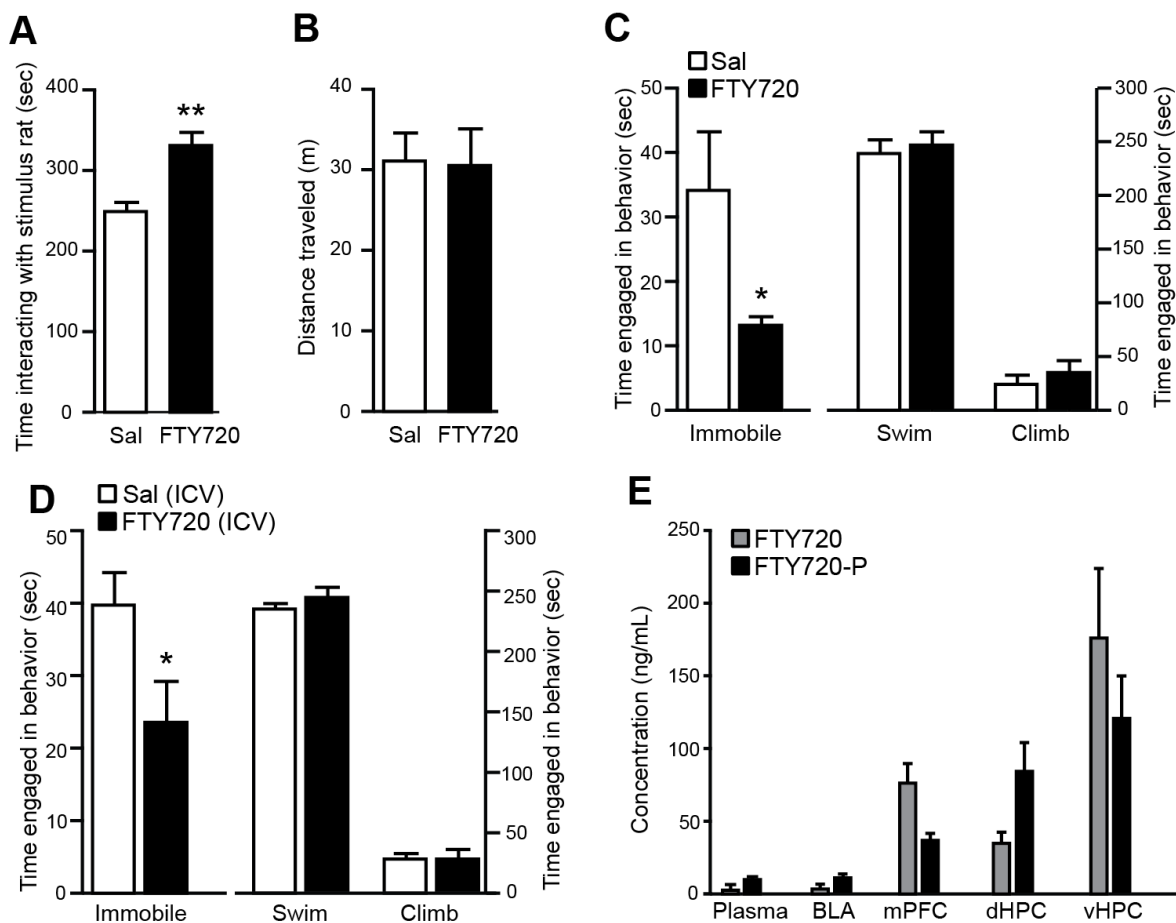 A
Time interacting with stimulus rat (sec)
400
300
200
100
0
**
Sal FTY720
B
Distance traveled (m)
40
30
20
10
0
Sal FTY720
C
Sal
FTY720
Time engaged in behavior (sec)
50
40
30
20
10
0
*
Immobile Swim Climb
300
250
200
150
100
50
0
Time engaged in behavior (sec)
D
Sal (ICV)
FTY720 (ICV)
Time engaged in behavior (sec)
50
40
30
20
10
0
*
Immobile Swim Climb
300
250
200
150
100
50
0
Time engaged in behavior (sec)
E
FTY720
FTY720-P
Concentration (ng/mL)
250
200
150
100
50
0
Plasma BLA mPFC dHPC vHPC